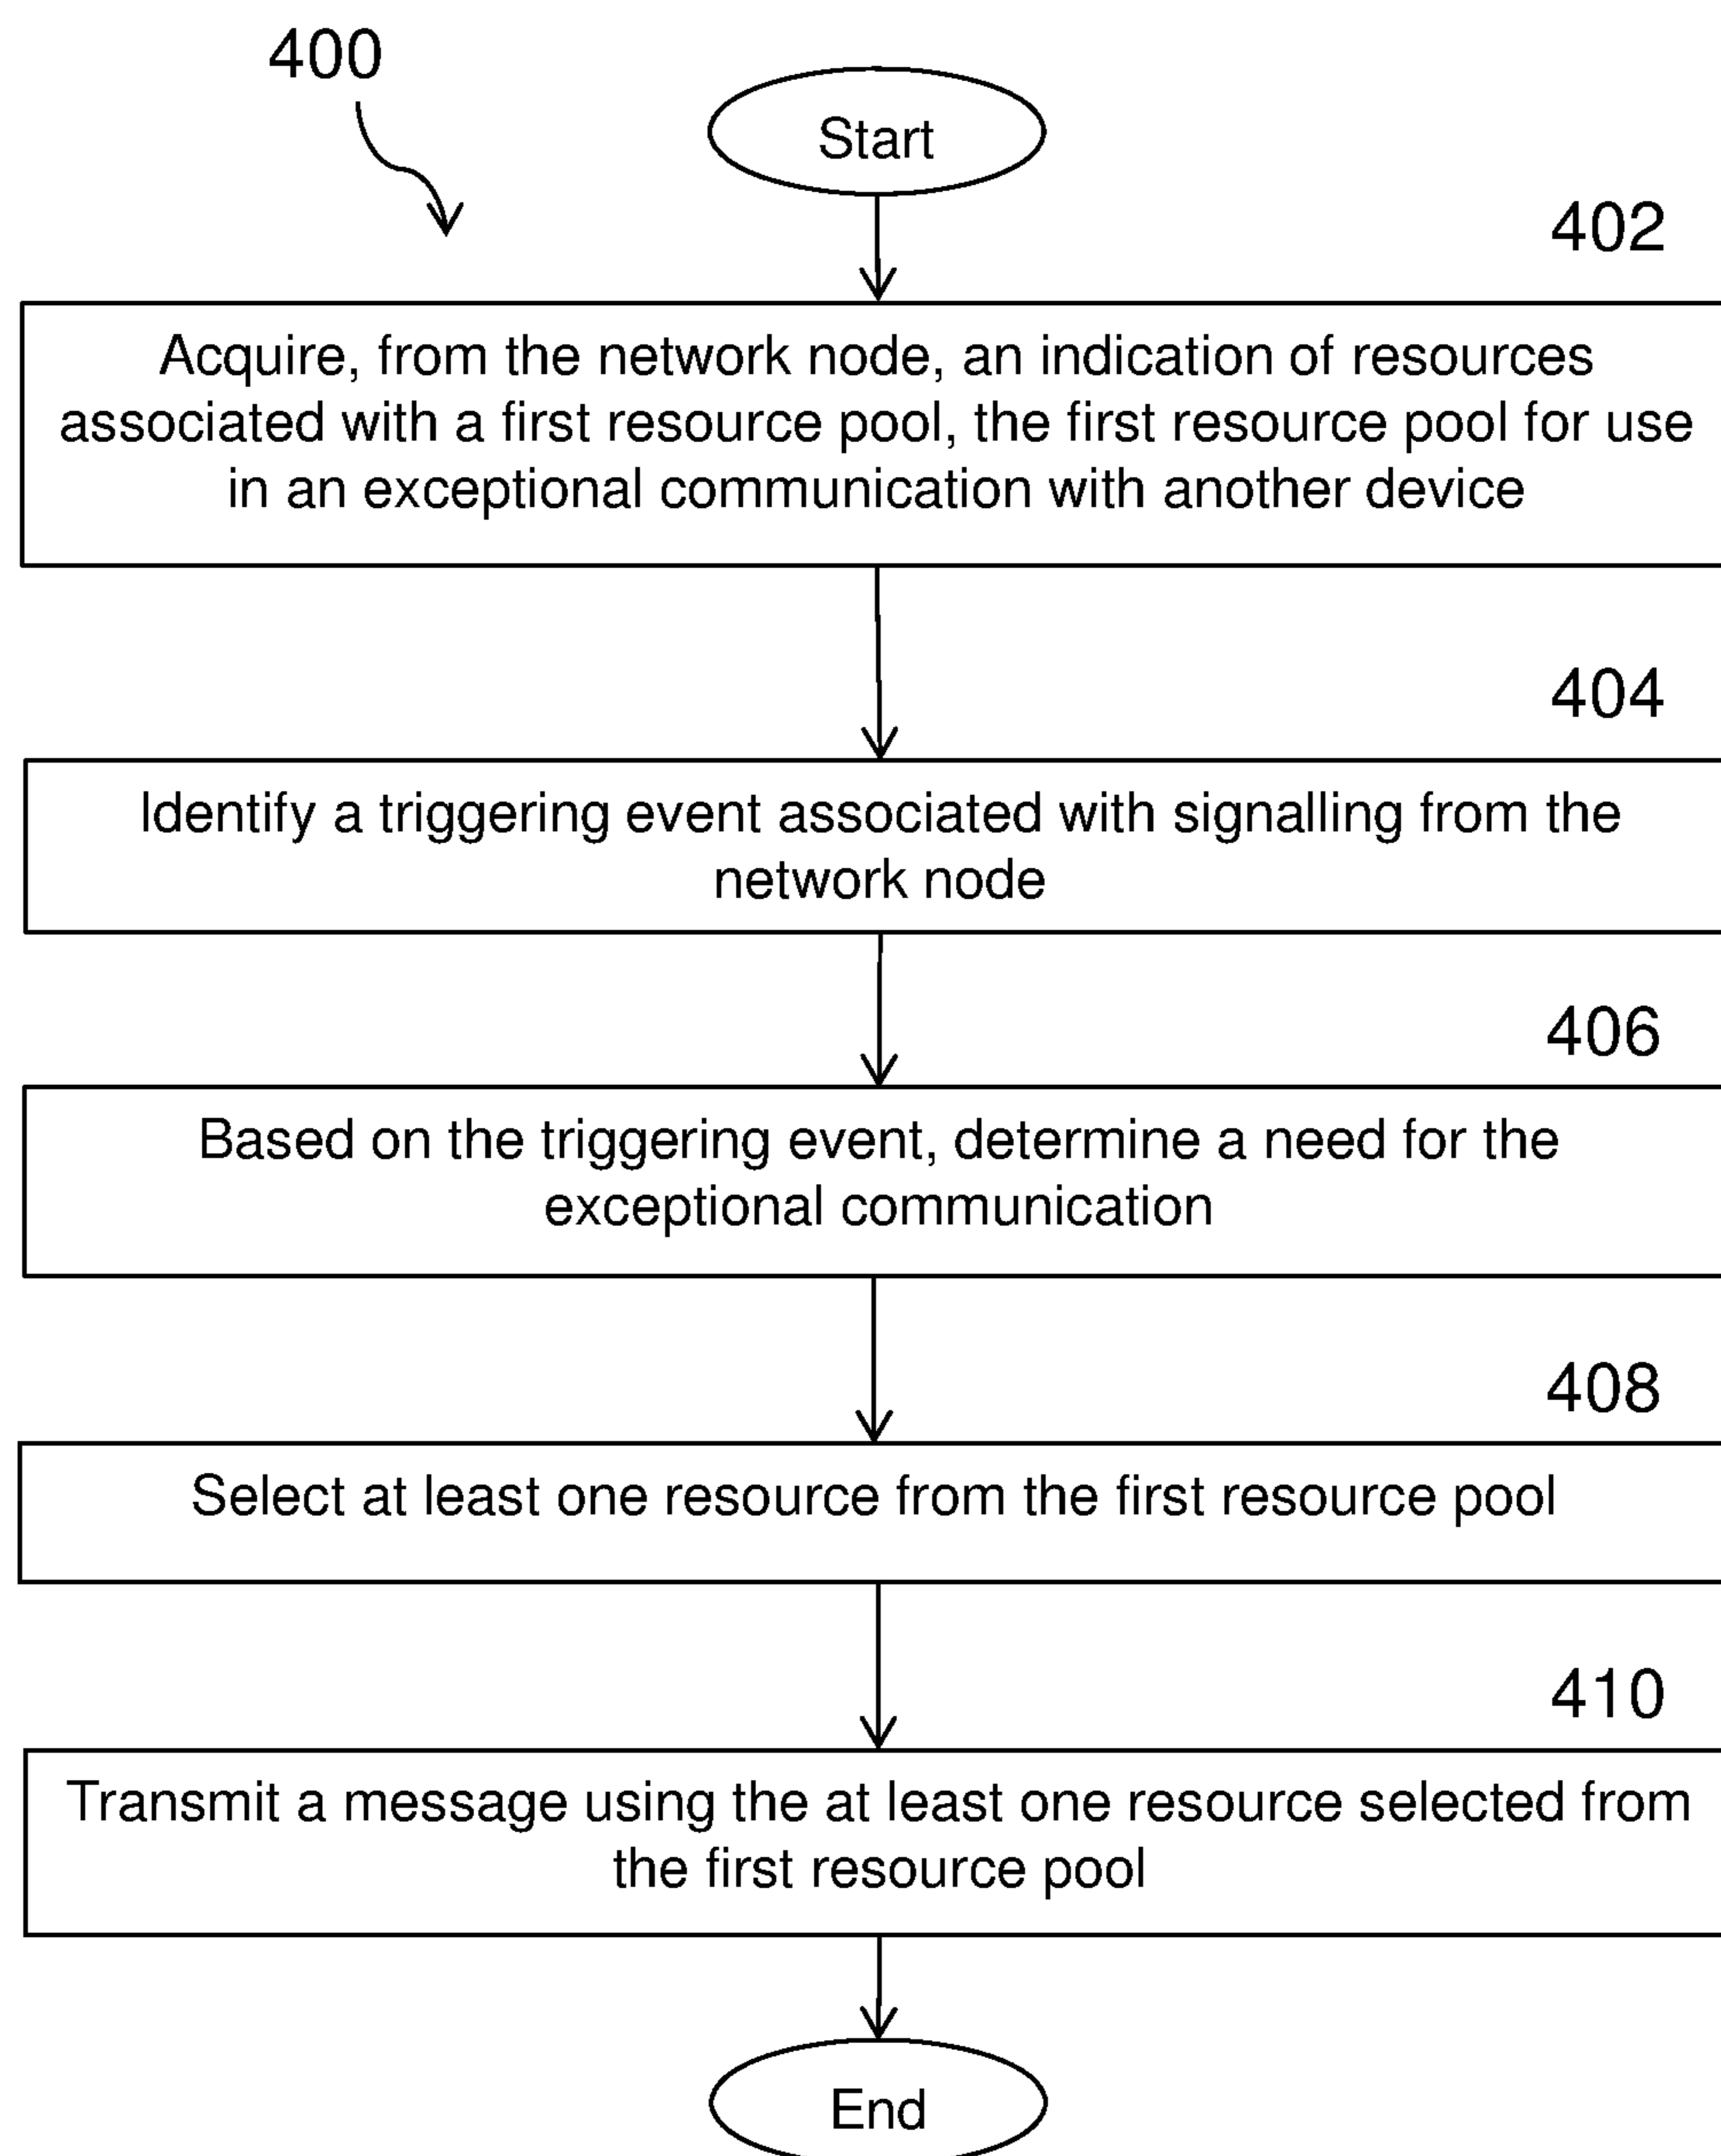 400
Start
402
Acquire, from the network node, an indication of resources
associated with a first resource pool, the first resource pool for use
in an exceptional communication with another device
404
Identify a triggering event associated with signalling from the
network node
406
Based on the triggering event, determine a need for the
exceptional communication
408
Select at least one resource from the first resource pool
410
Transmit a message using the at least one resource selected from
the first resource pool
End